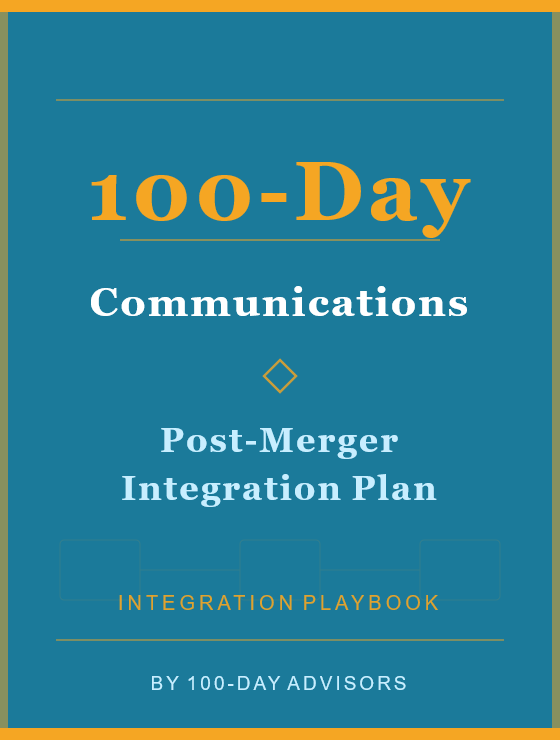 100-Day
Communications
Post-Merger
Integration Plan
INTEGRATION PLAYBOOK
BY 100-DAY ADVISORS